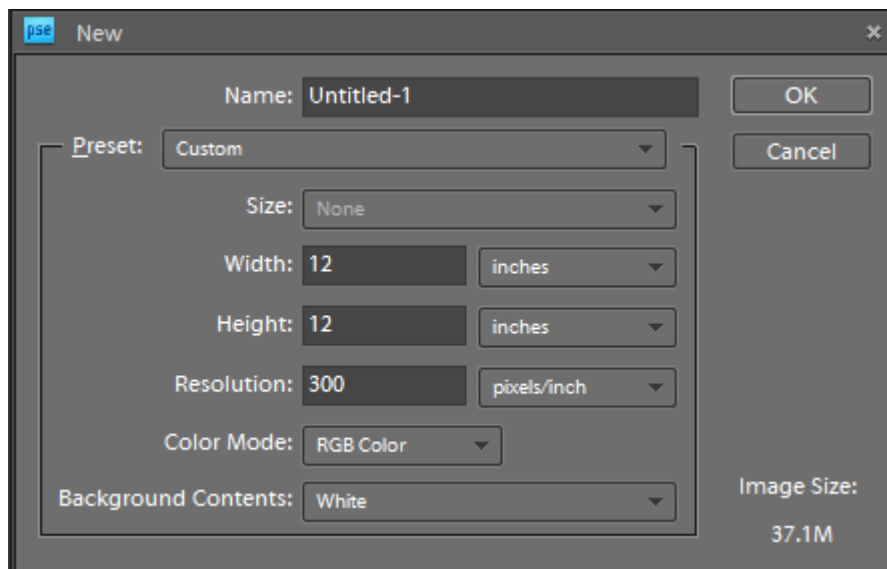 pse New ×
Name: Untitled-1 OK
Preset: Custom Cancel
Size: None
Width: 12 inches
Height: 12 inches
Resolution: 300 pixels/inch
Color Mode: RGB Color
Background Contents: White
Image Size:
37.1M